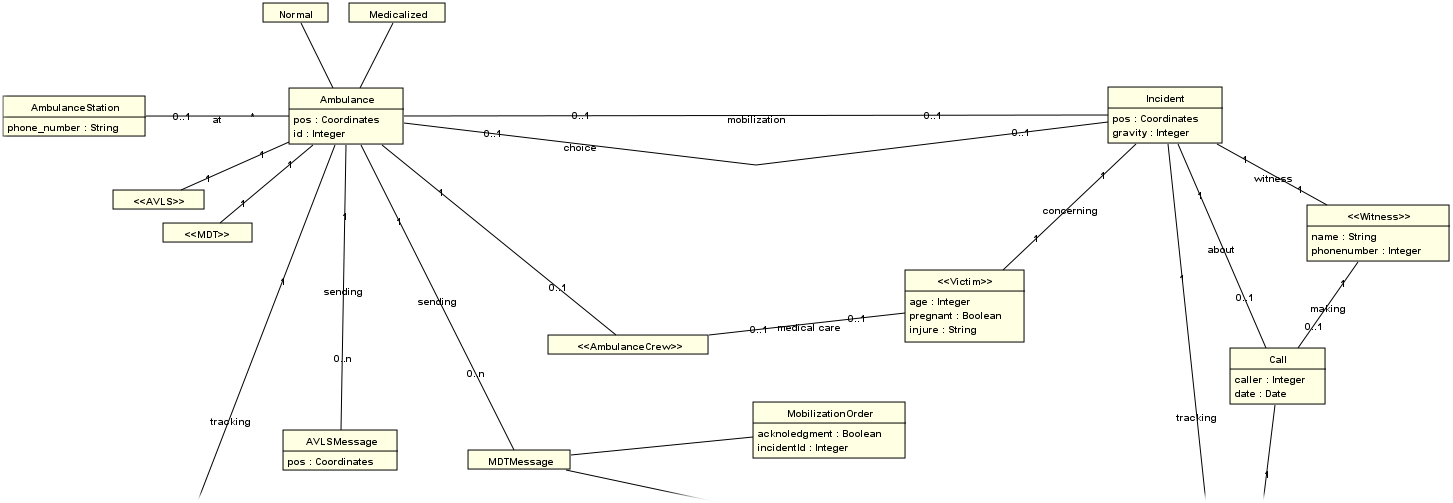 Normal
Medicalized
AmbulanceStation
phone_number : String
0..1
at
*
Ambulance
pos : Coordinates
id : Integer
0..1
mobilization
0..1
0..1
choice
0..1
Incident
pos : Coordinates
gravity : Integer
1
1
<<AVLS>>
1
1
<<MDT>>
1
tracking
1
sending
0..n
AVLSMessage
pos : Coordinates
1
sending
0..n
MDTMessage
1
0..1
<<AmbulanceCrew>>
0..1
medical care
0..1
1
concerning
1
<<Victim>>
age : Integer
pregnant : Boolean
injure : String
1
witness
1
<<Witness>>
name : String
phonenumber : Integer
1
about
0..1
1
making
0..1
Call
caller : Integer
date : Date
1
1
tracking
MobilizationOrder
acknoledgment : Boolean
incidentId : Integer